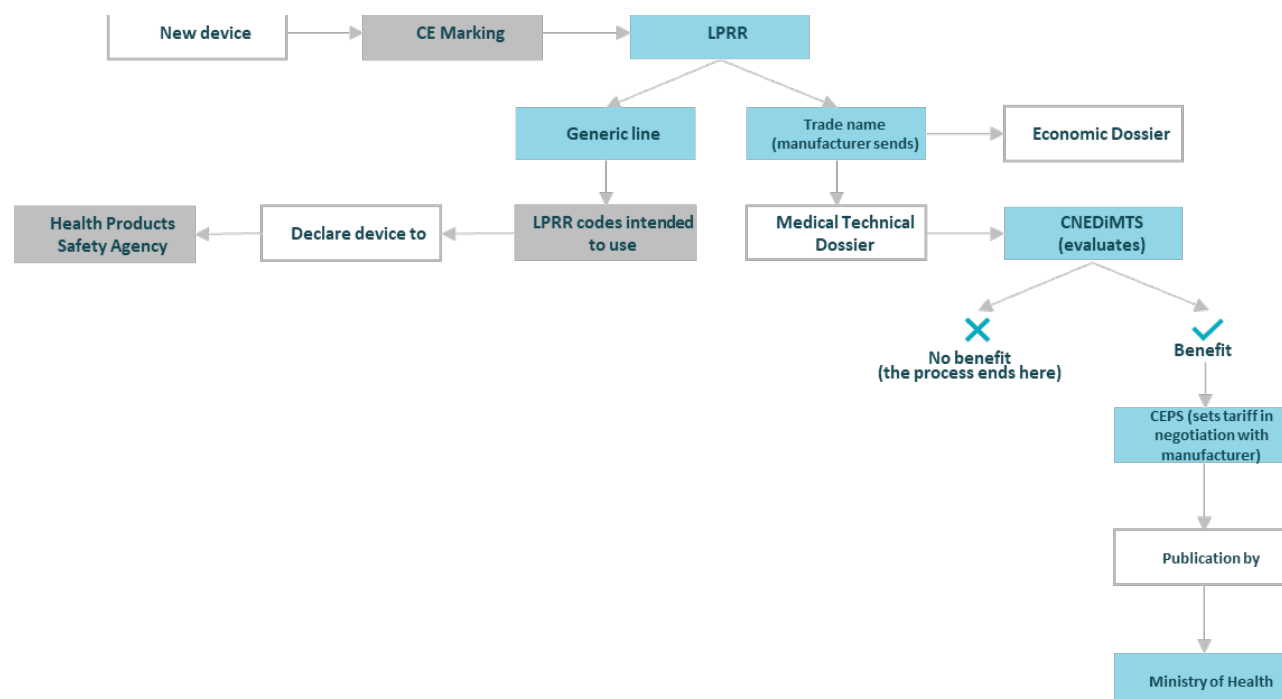 New device
CE Marking
LPRR
Generic line
Trade name
(manufacturer sends)
Economic Dossier
Health Products
Safety Agency
Declare device to
LPRR codes intended
to use
Medical Technical
Dossier
CNEDiMTS
(evaluates)
No benefit
(the process ends here)
Benefit
CEPS (sets tariff in
negotiation with
manufacturer)
Publication by
Ministry of Health